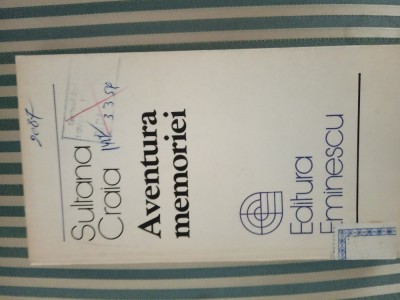 Sultana
Craia
Aventura
memoriei
Editura
Eminescu